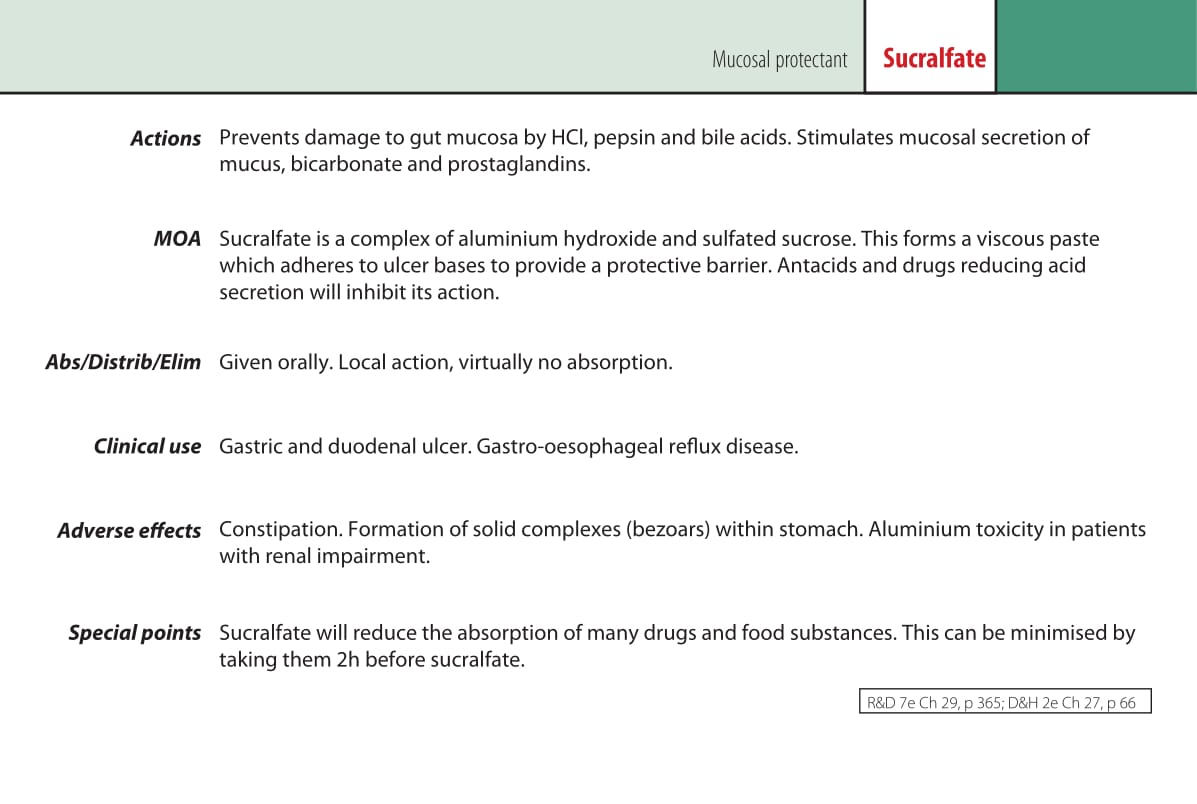 Mucosal protectant Sucralfate
Actions Prevents damage to gut mucosa by HCl, pepsin and bile acids. Stimulates mucosal secretion of
mucus, bicarbonate and prostaglandins.
MOA Sucralfate is a complex of aluminium hydroxide and sulfated sucrose. This forms a viscous paste
which adheres to ulcer bases to provide a protective barrier. Antacids and drugs reducing acid
secretion will inhibit its action.
Abs/Distrib/Elim Given orally. Local action, virtually no absorption.
Clinical use Gastric and duodenal ulcer. Gastro-oesophageal reflux disease.
Adverse effects Constipation. Formation of solid complexes (bezoars) within stomach. Aluminium toxicity in patients
with renal impairment.
Special points Sucralfate will reduce the absorption of many drugs and food substances. This can be minimised by
taking them 2h before sucralfate.
R&D 7e Ch 29, p 365; D&H 2e Ch 27, p 66